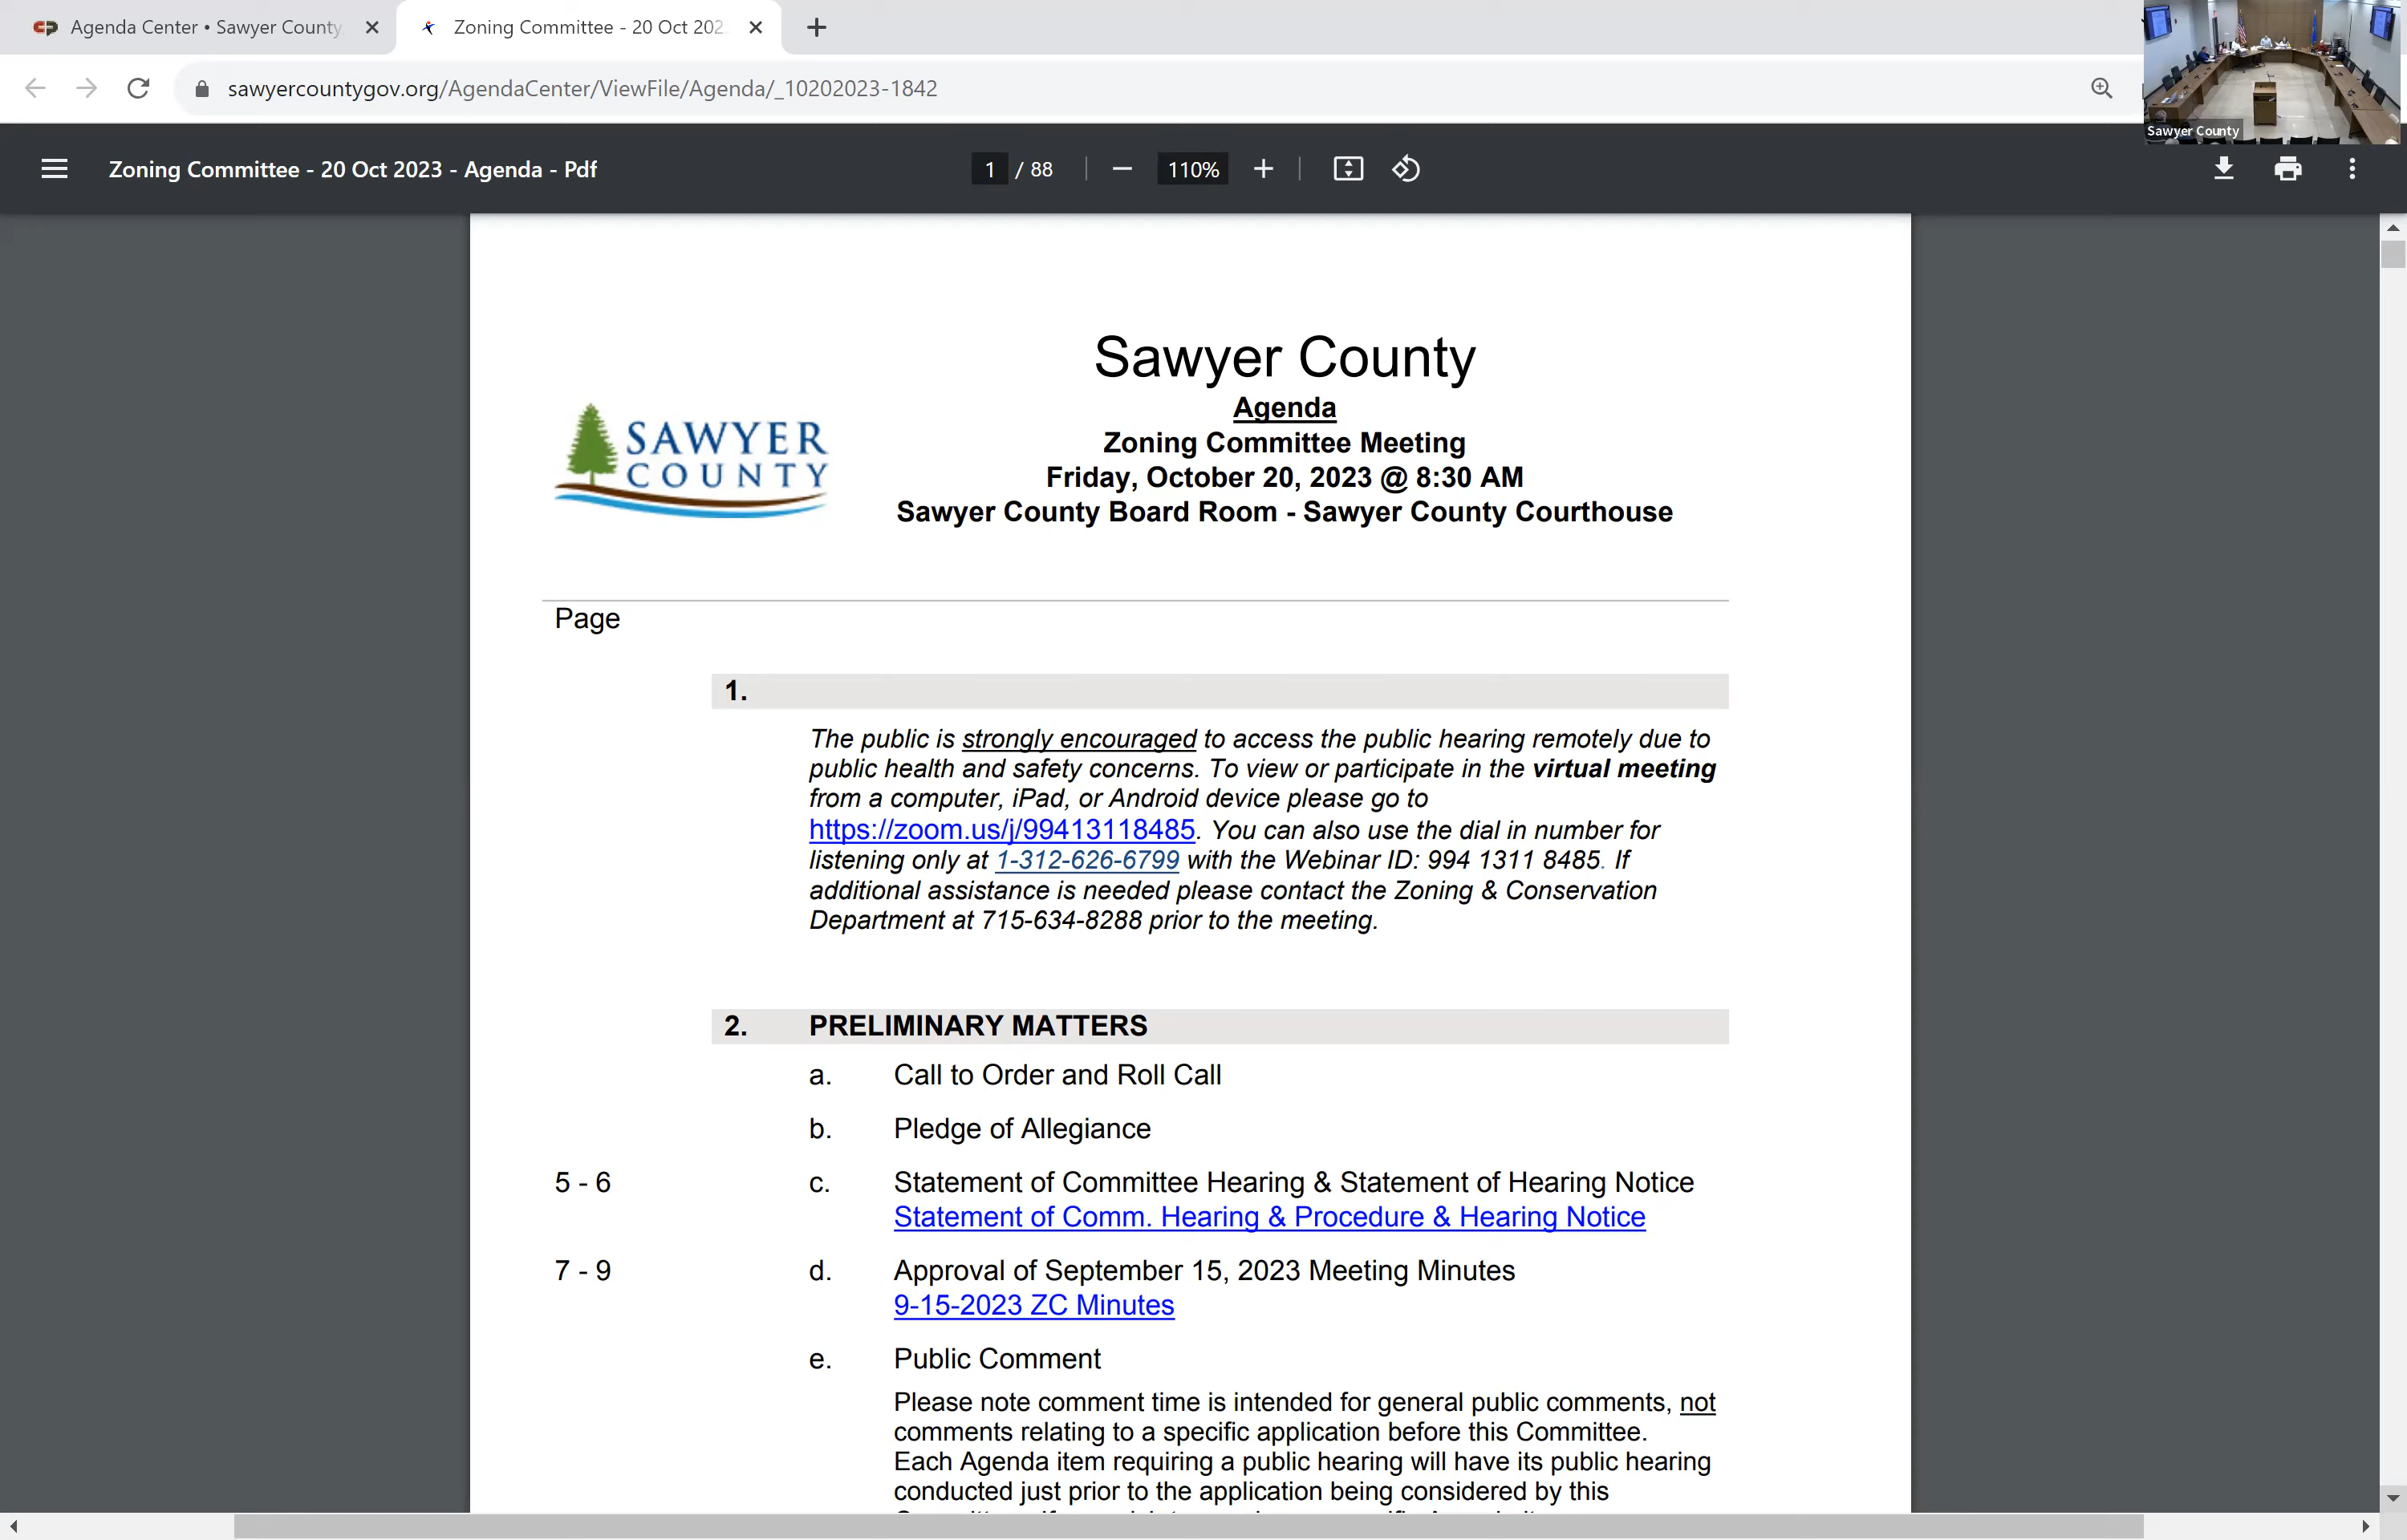 Agenda Center • Sawyer County
Zoning Committee - 20 Oct 202
sawyercountygov.org/AgendaCenter/ViewFile/Agenda/_10202023-1842
Sawyer County
Zoning Committee - 20 Oct 2023 - Agenda - Pdf
1 / 88
110%
Sawyer County
Agenda
Zoning Committee Meeting
Friday, October 20, 2023 @ 8:30 AM
Sawyer County Board Room - Sawyer County Courthouse
SAWYER
COUNTY
Page
1.
The public is strongly encouraged to access the public hearing remotely due to
public health and safety concerns. To view or participate in the virtual meeting
from a computer, iPad, or Android device please go to
https://zoom.us/j/99413118485. You can also use the dial in number for
listening only at 1-312-626-6799 with the Webinar ID: 994 1311 8485. If
additional assistance is needed please contact the Zoning & Conservation
Department at 715-634-8288 prior to the meeting.
2. PRELIMINARY MATTERS
a. Call to Order and Roll Call
b. Pledge of Allegiance
5 - 6 c. Statement of Committee Hearing & Statement of Hearing Notice
Statement of Comm. Hearing & Procedure & Hearing Notice
7 - 9 d. Approval of September 15, 2023 Meeting Minutes
9-15-2023 ZC Minutes
e. Public Comment
Please note comment time is intended for general public comments, not
comments relating to a specific application before this Committee.
Each Agenda item requiring a public hearing will have its public hearing
conducted just prior to the application being considered by this